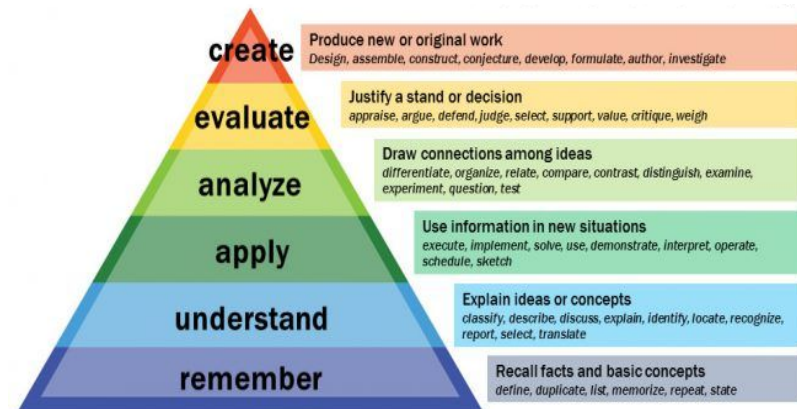 create
Produce new or original work
Design, assemble, construct, conjecture, develop, formulate, author, investigate
evaluate
Justify a stand or decision
appraise, argue, defend, judge, select, support, value, critique, weigh
analyze
Draw connections among ideas
differentiate, organize, relate, compare, contrast, distinguish, examine,
experiment, question, test
apply
Use information in new situations
execute, implement, solve, use, demonstrate, interpret, operate,
schedule, sketch
understand
Explain ideas or concepts
classify, describe, discuss, explain, identify, locate, recognize,
report, select, translate
remember
Recall facts and basic concepts
define, duplicate, list, memorize, repeat, state